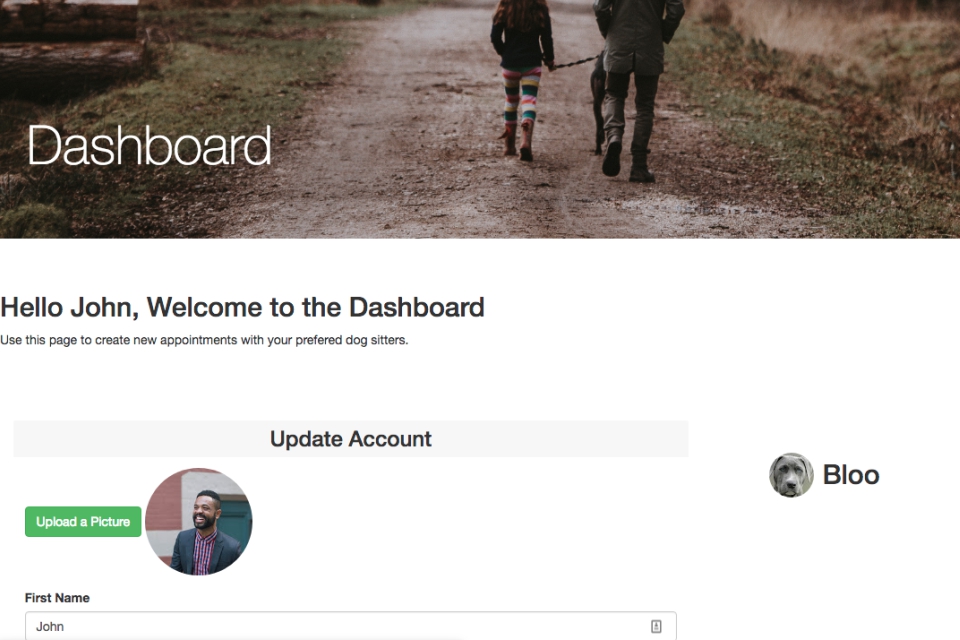 Dashboard
Hello John, Welcome to the Dashboard
Use this page to create new appointments with your prefered dog sitters.
Update Account
Bloo
Upload a Picture
First Name
John